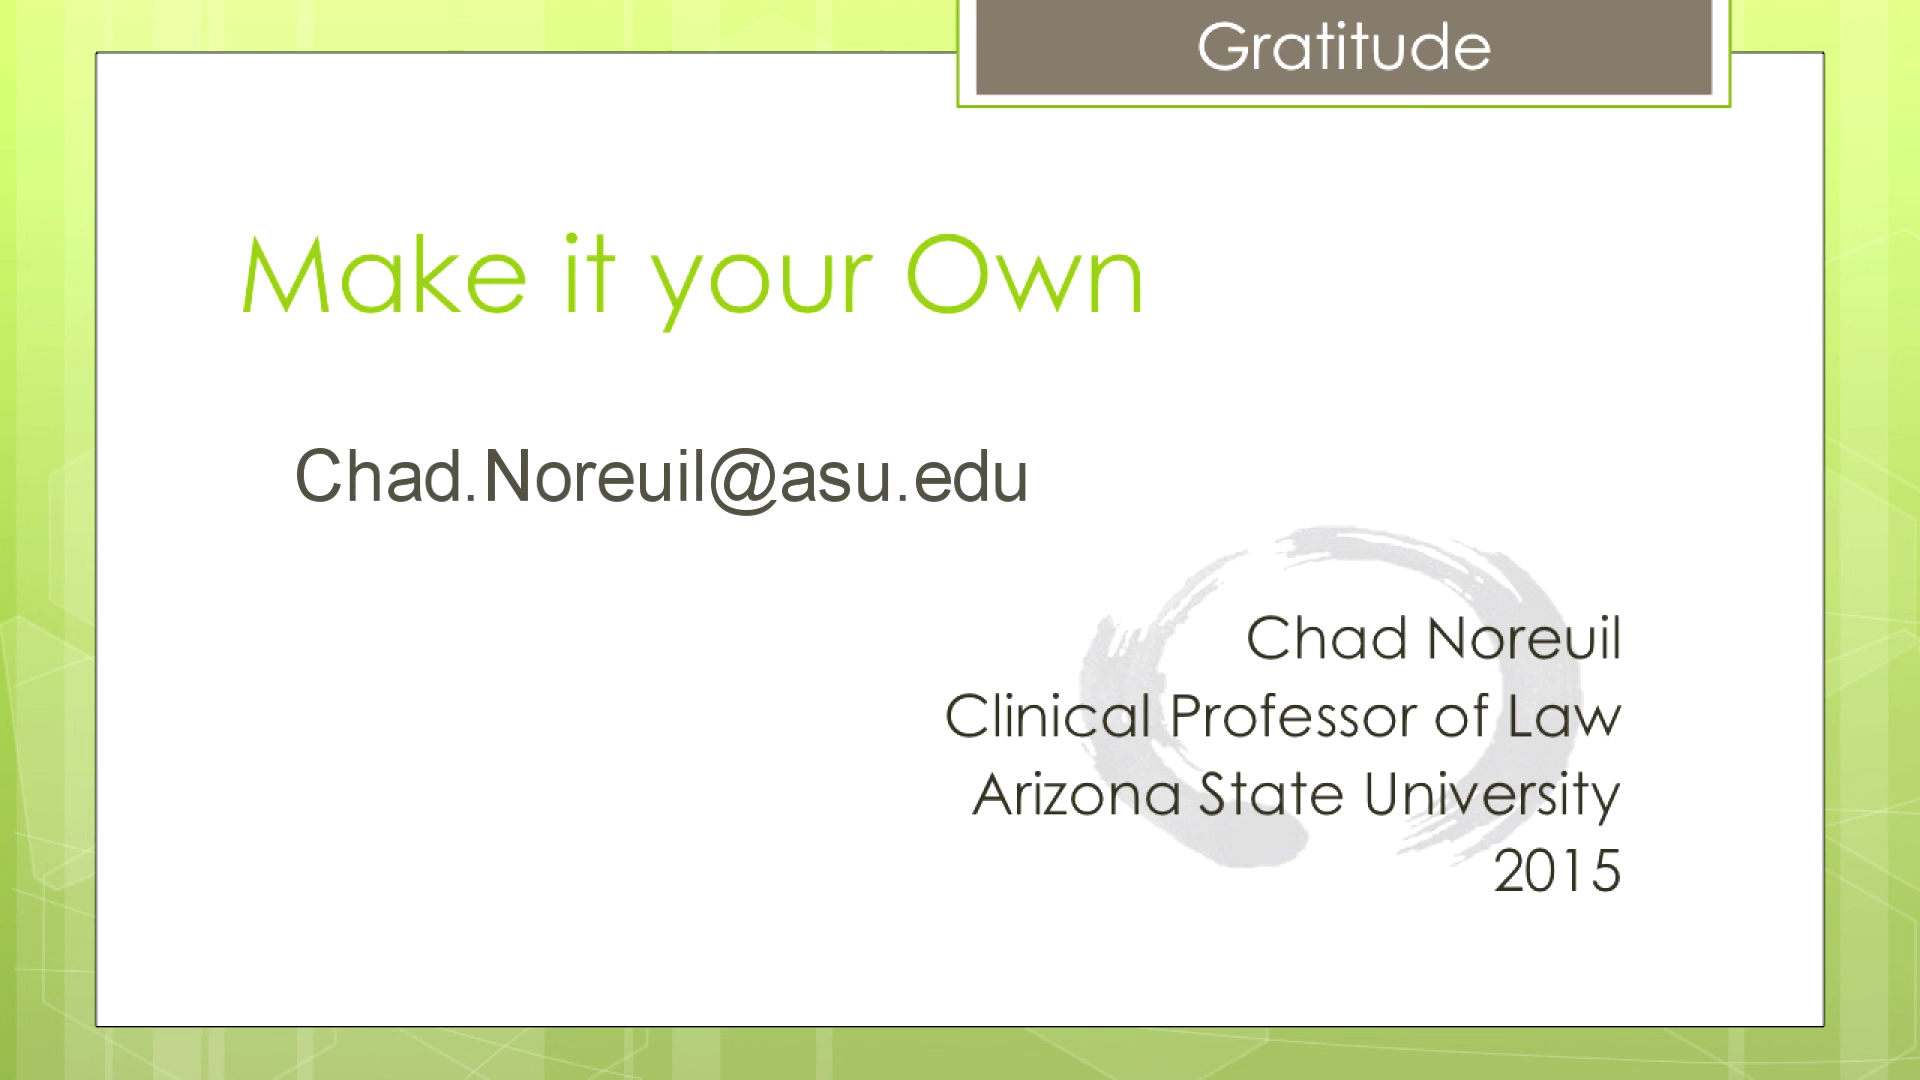 Gratitude
Make it your Own
Chad.Noreuil@asu.edu
Chad Noreuil
Clinical Professor of Law
Arizona State University
2015